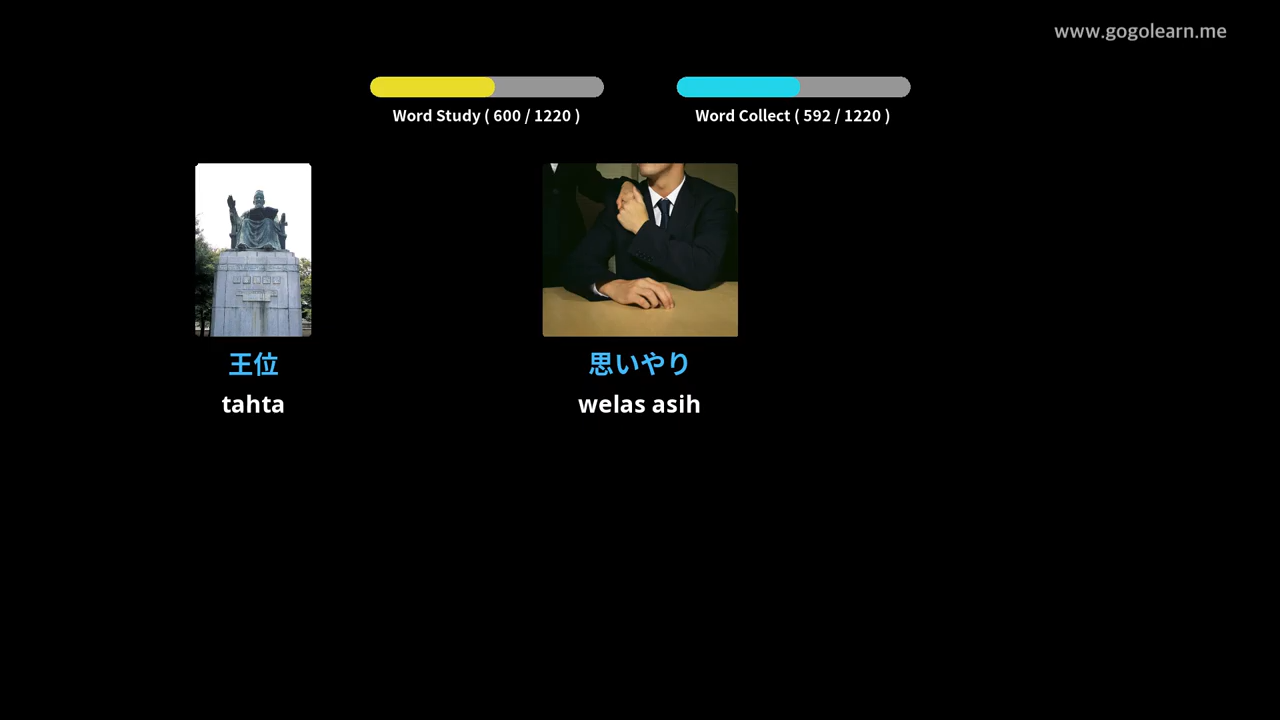 www.gogolearn.me
Word Study ( 600 / 1220 )
Word Collect ( 592 / 1220 )
王位
tahta
思いやり
welas asih